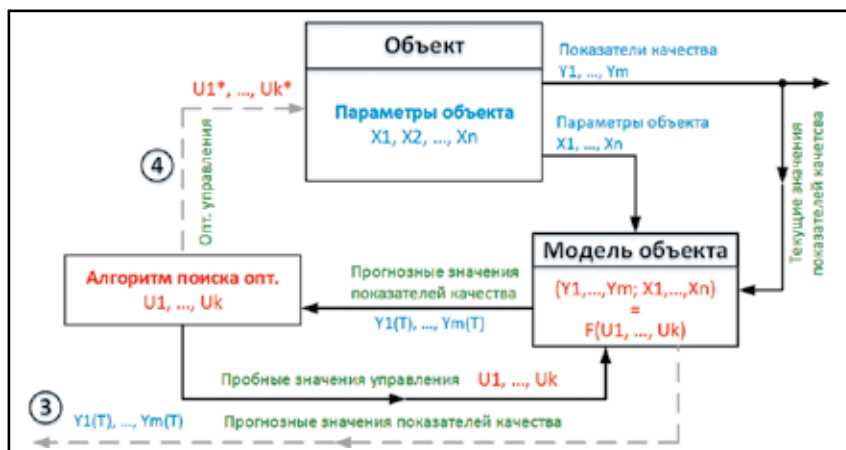 Объект
Параметры объекта
X1, X2, ..., Xn
U1*, ..., Uk*
④
Опт. управления
Показатели качества
Y1, ..., Ym
Параметры объекта
X1, ..., Xn
Текущие значения
показателей качетсва
Модель объекта
(Y1,...,Ym; X1,...,Xn)
=
F(U1, ..., Uk)
Алгоритм поиска опт.
U1, ..., Uk
Прогнозные значения
показателей качества
Y1(T), ..., Ym(T)
Пробные значения управления U1, ..., Uk
③
Y1(T), ..., Ym(T) Прогнозные значения показателей качества